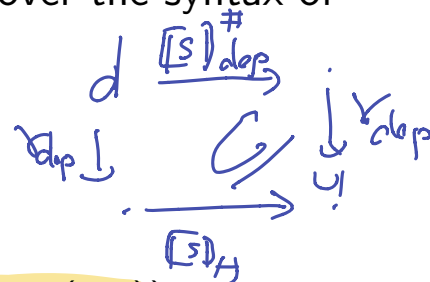 over the syntax of
d ⟦S⟧#dep .
γdep ↓ ↓ γdep
⊆
. → .
⟦S⟧H